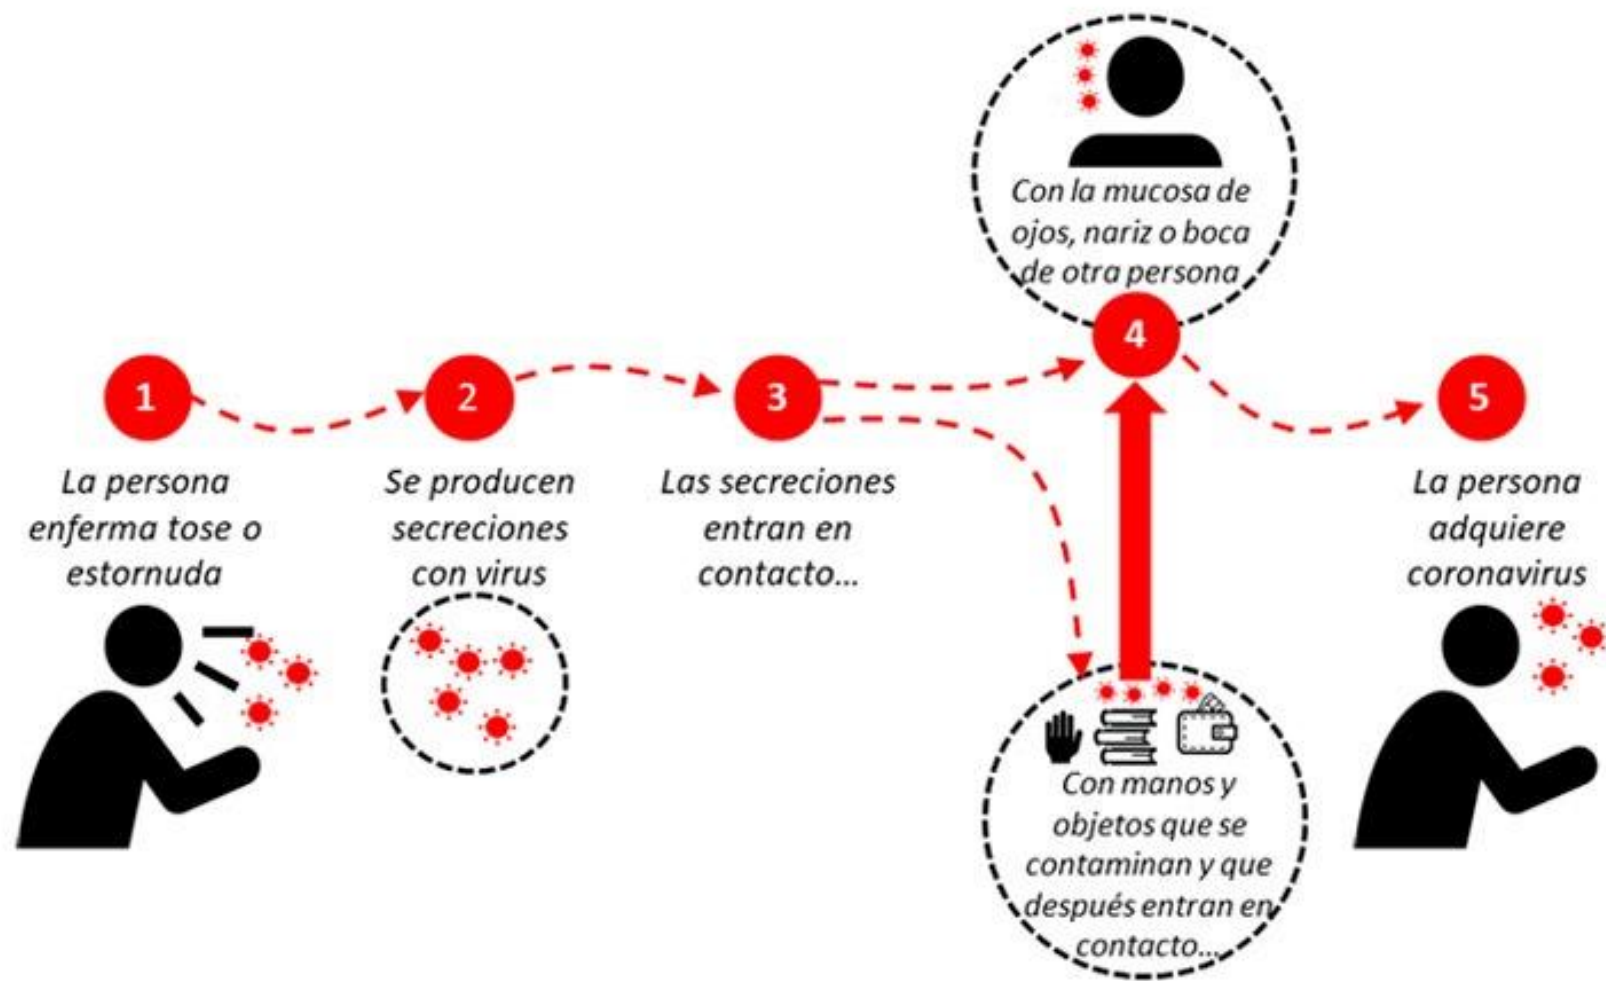 1
La persona
enferma tose o
estornuda
2
Se producen
secreciones
con virus
3
Las secreciones
entran en
contacto...
4
Con la mucosa de
ojos, nariz o boca
de otra persona
Con manos y
objetos que se
contaminan y que
después entran en
contacto...
5
La persona
adquiere
coronavirus